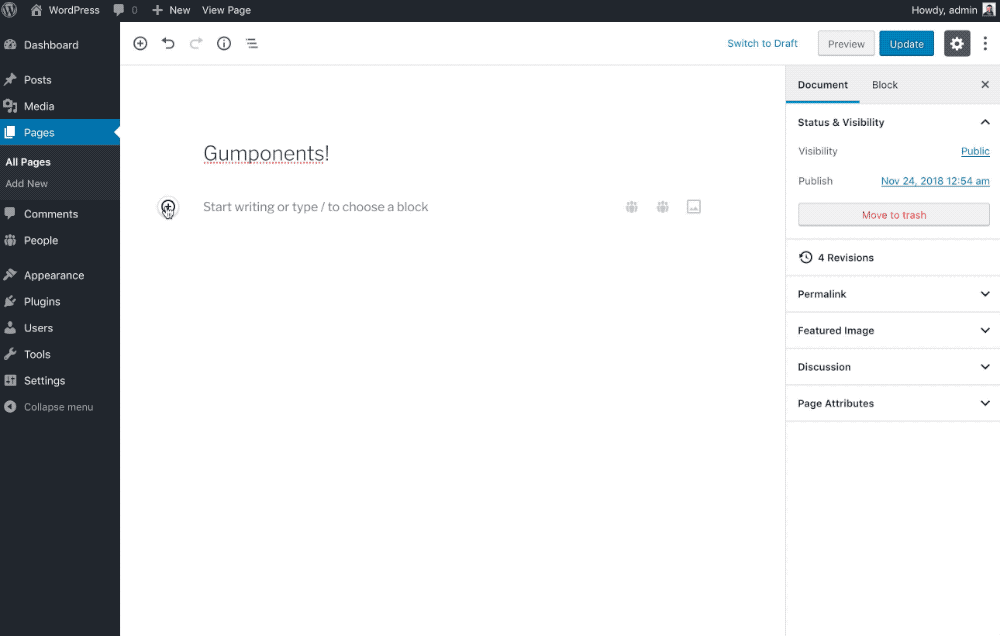 WordPress 0 New View Page Howdy, admin
Dashboard
Posts
Media
Pages
All Pages
Add New
Comments
People
Appearance
Plugins
Users
Tools
Settings
Collapse menu
Switch to Draft Preview Update
Gumponents!
Start writing or type / to choose a block
Document Block
Status & Visibility
Visibility Public
Publish Nov 24, 2018 12:54 am
Move to trash
4 Revisions
Permalink
Featured Image
Discussion
Page Attributes